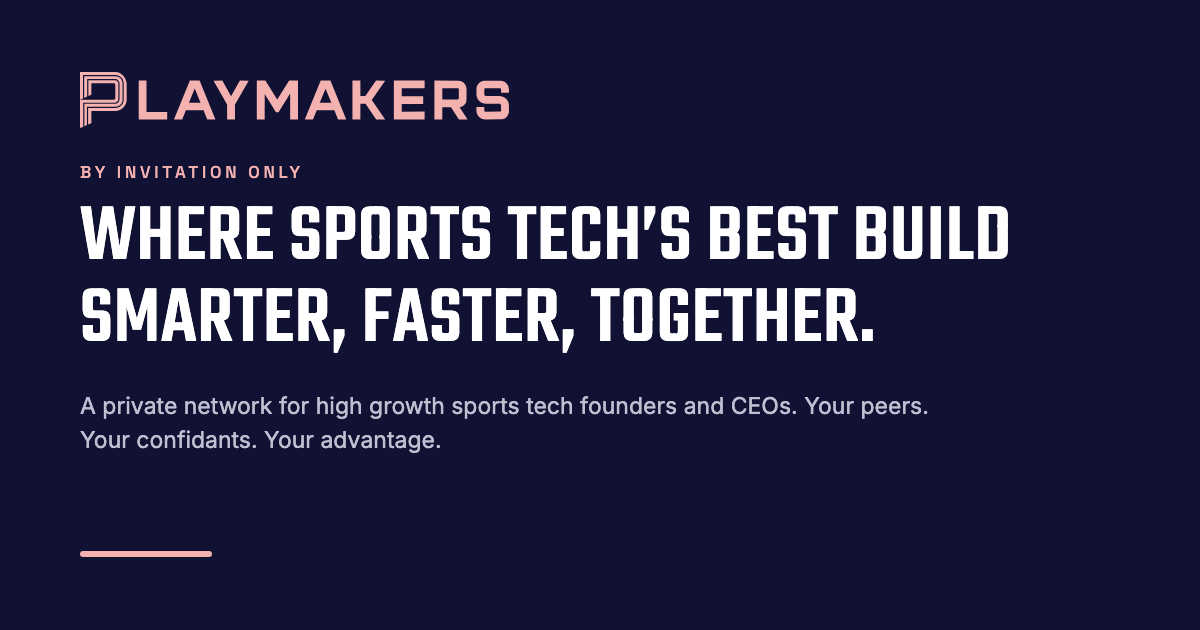 PLAYMAKERS
BY INVITATION ONLY
WHERE SPORTS TECH’S BEST BUILD
SMARTER, FASTER, TOGETHER.
A private network for high growth sports tech founders and CEOs. Your peers.
Your confidants. Your advantage.